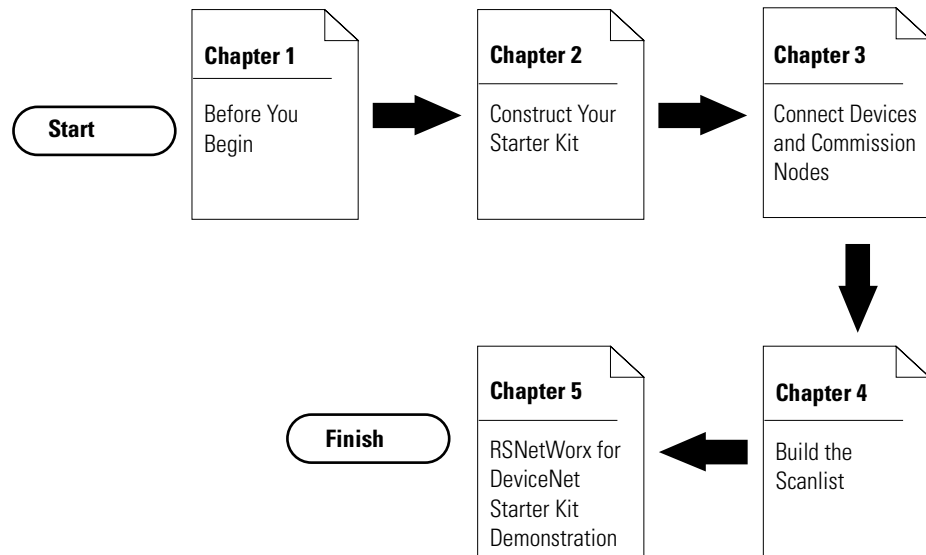 Start
Chapter 1
Before You
Begin
Chapter 2
Construct Your
Starter Kit
Chapter 3
Connect Devices
and Commission
Nodes
Chapter 4
Build the
Scanlist
Chapter 5
RSNetWorx for
DeviceNet
Starter Kit
Demonstration
Finish